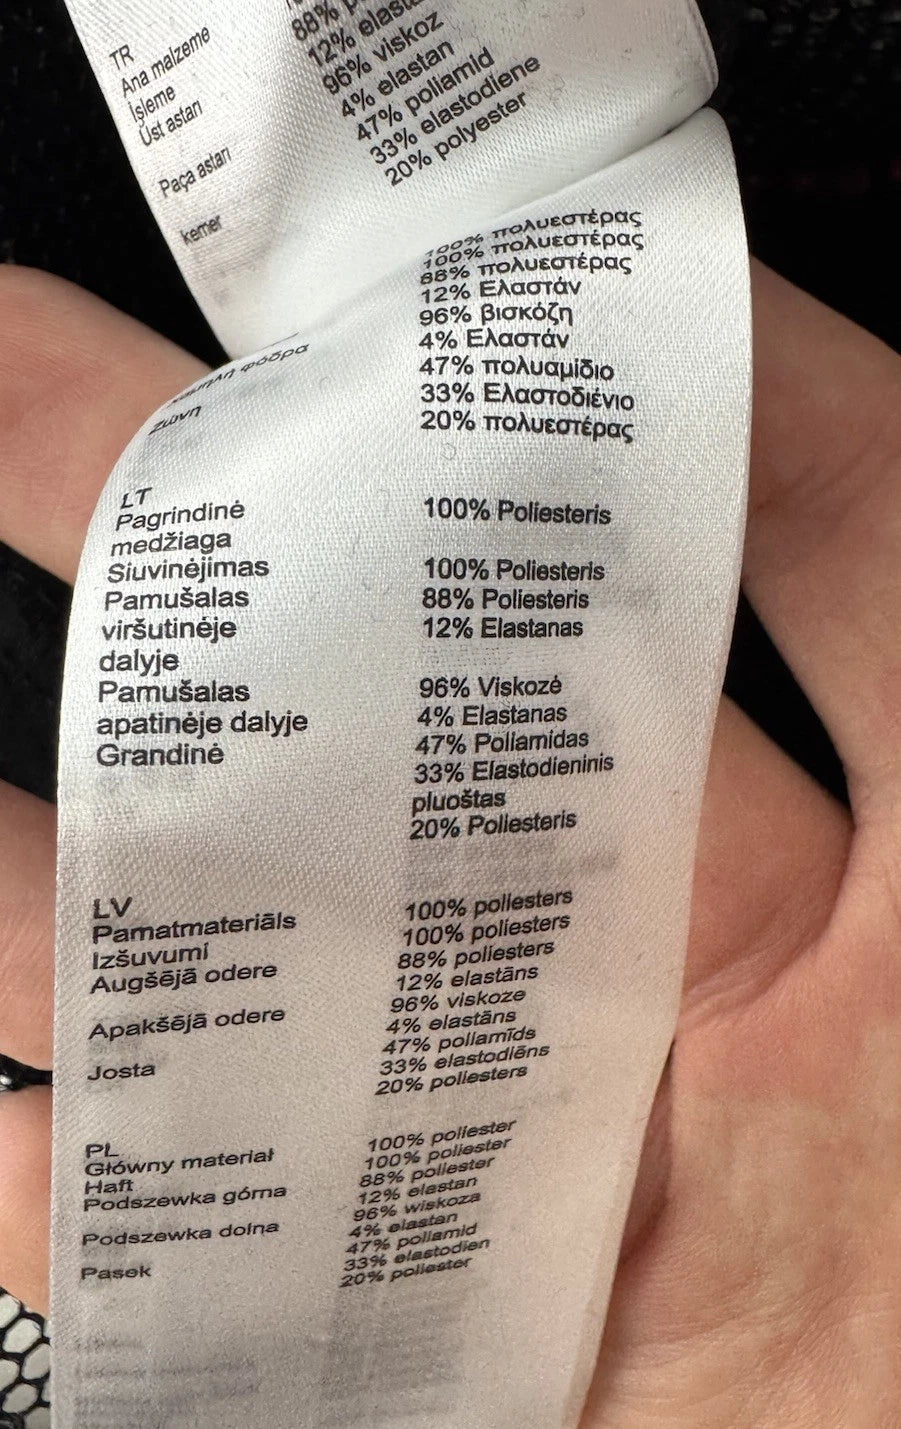 TR
Ana malzeme
İşleme
Üst astarı
Paça astarı
kemer
88%
12%
96% viskoz
4% elastan
47% poliamid
33% elastodiene
20% polyester
φόδρα
Ζώνη
100% πολυεστέρας
100% πολυεστέρας
88% πολυεστέρας
12% Ελαστάν
96% βισκόζη
4% Ελαστάν
47% πολυαμίδιο
33% Ελαστοδιένιο
20% πολυεστέρας
LT
Pagrindinė 100% Poliesteris
medžiaga
Siuvinėjimas 100% Poliesteris
Pamušalas 88% Poliesteris
viršutinėje 12% Elastanas
dalyje
Pamušalas 96% Viskozė
apatinėje dalyje 4% Elastanas
Grandinė 47% Poliamidas
33% Elastodieninis
pluoštas
20% Poliesteris
LV
Pamatmateriāls 100% poliesters
Izšuvumi 100% poliesters
Augšējā odere 88% poliesters
12% elastāns
Apakšējā odere 96% viskoze
4% elastāns
Josta 47% poliamīds
33% elastodiēns
20% poliesters
PL
Główny materiał 100% poliester
Haft 100% poliester
Podszewka górna 88% poliester
12% elastan
Podszewka dolna 96% wiskoza
4% elastan
Pasek 47% poliamid
33% elastodien
20% poliester